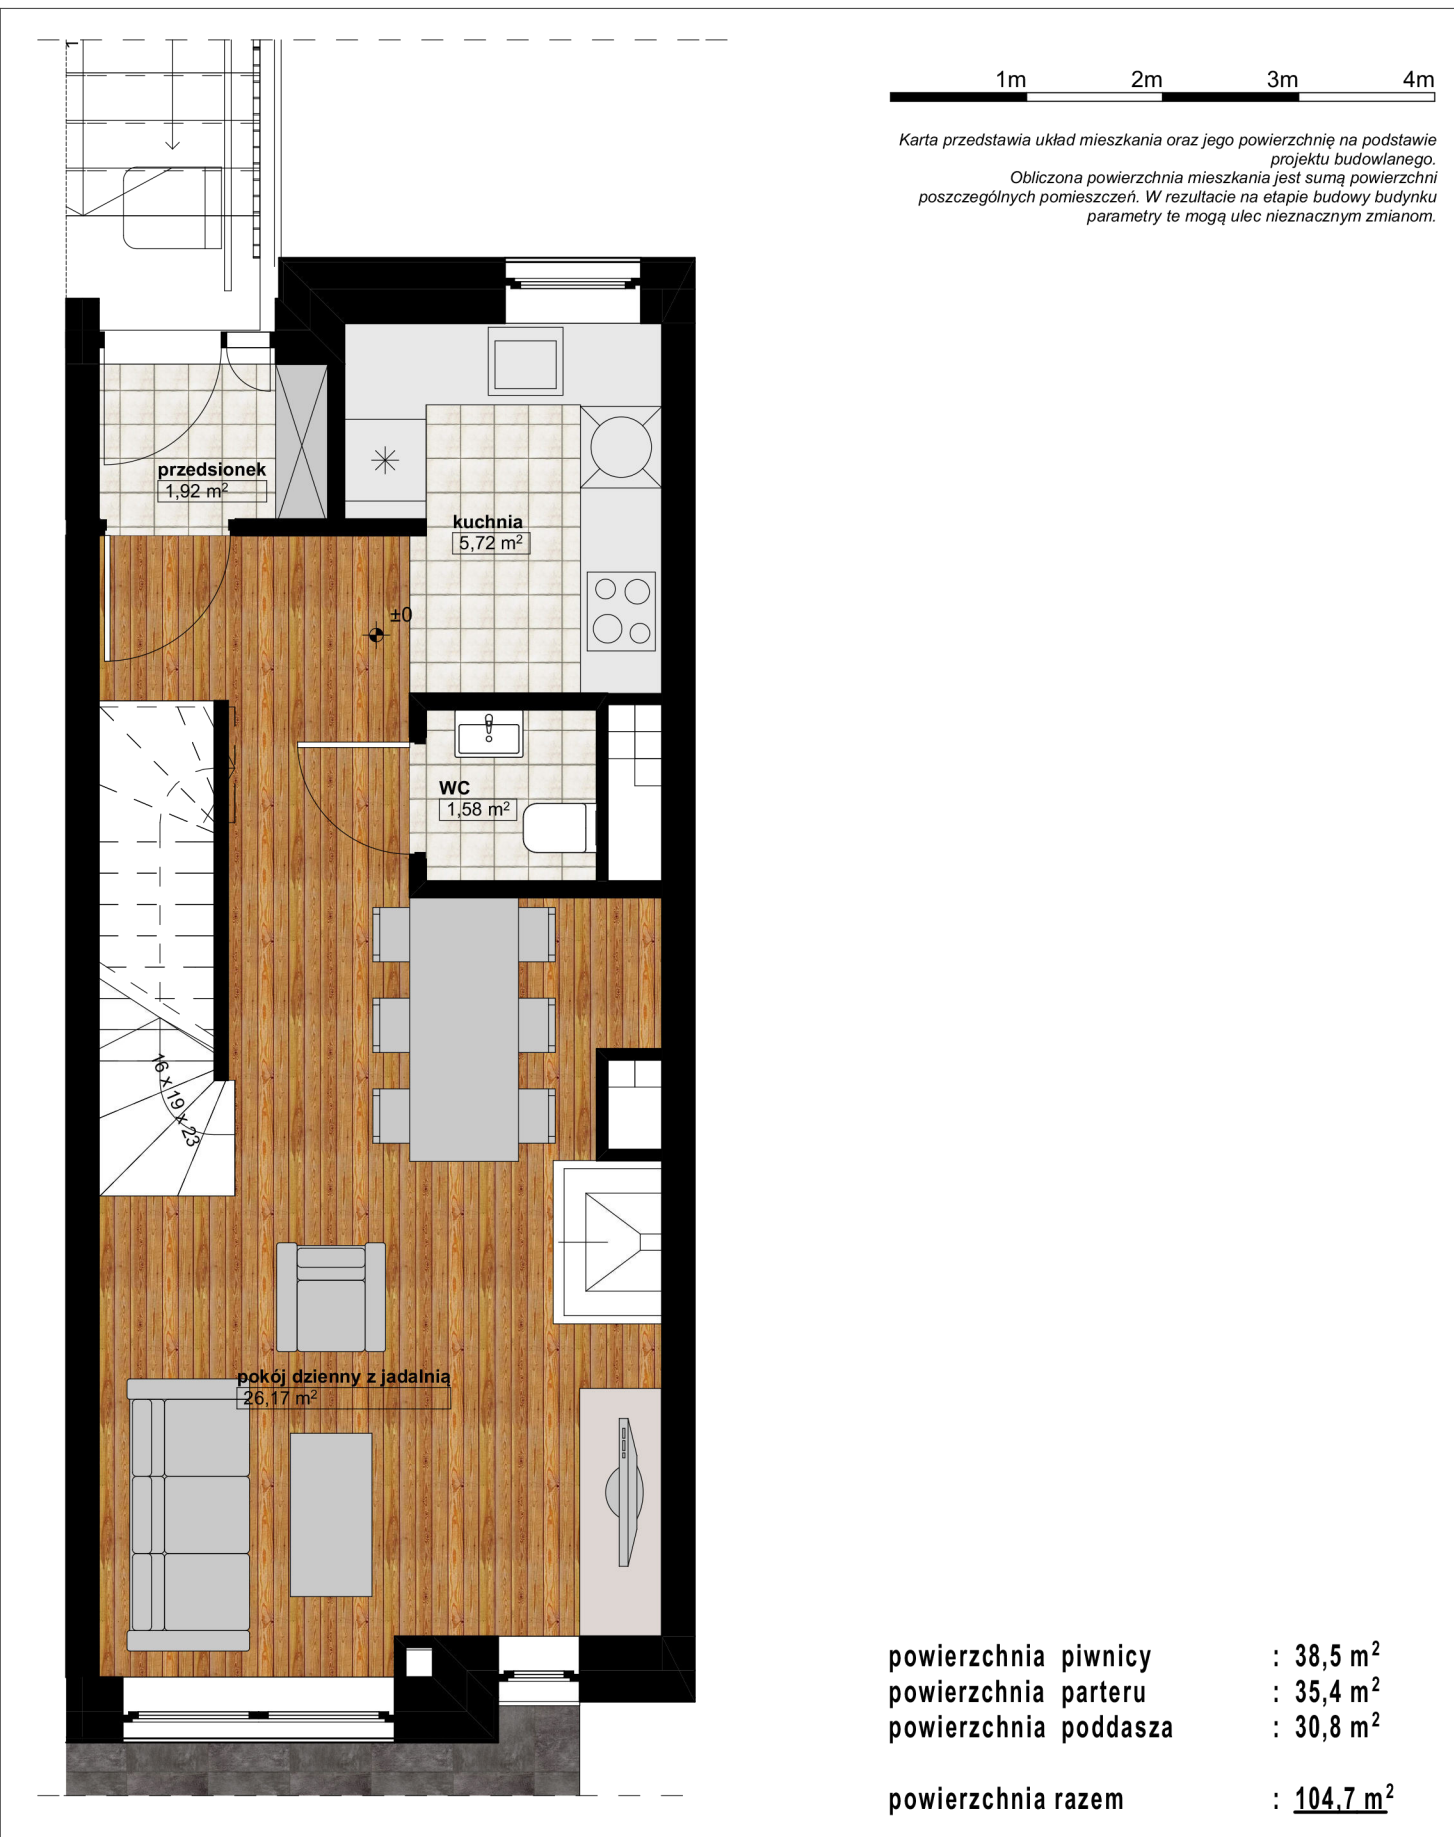 1m 2m 3m 4m
Karta przedstawia układ mieszkania oraz jego powierzchnię na podstawie
projektu budowlanego.
Obliczona powierzchnia mieszkania jest sumą powierzchni
poszczególnych pomieszczeń. W rezultacie na etapie budowy budynku
parametry te mogą ulec nieznacznym zmianom.
1
przedsionek
1,92 m²
kuchnia
5,72 m²
±0
WC
1,58 m²
16 x 19 x 23
pokój dzienny z jadalnią
26,17 m²
powierzchnia piwnicy : 38,5 m²
powierzchnia parteru : 35,4 m²
powierzchnia poddasza : 30,8 m²
powierzchnia razem : 104,7 m²